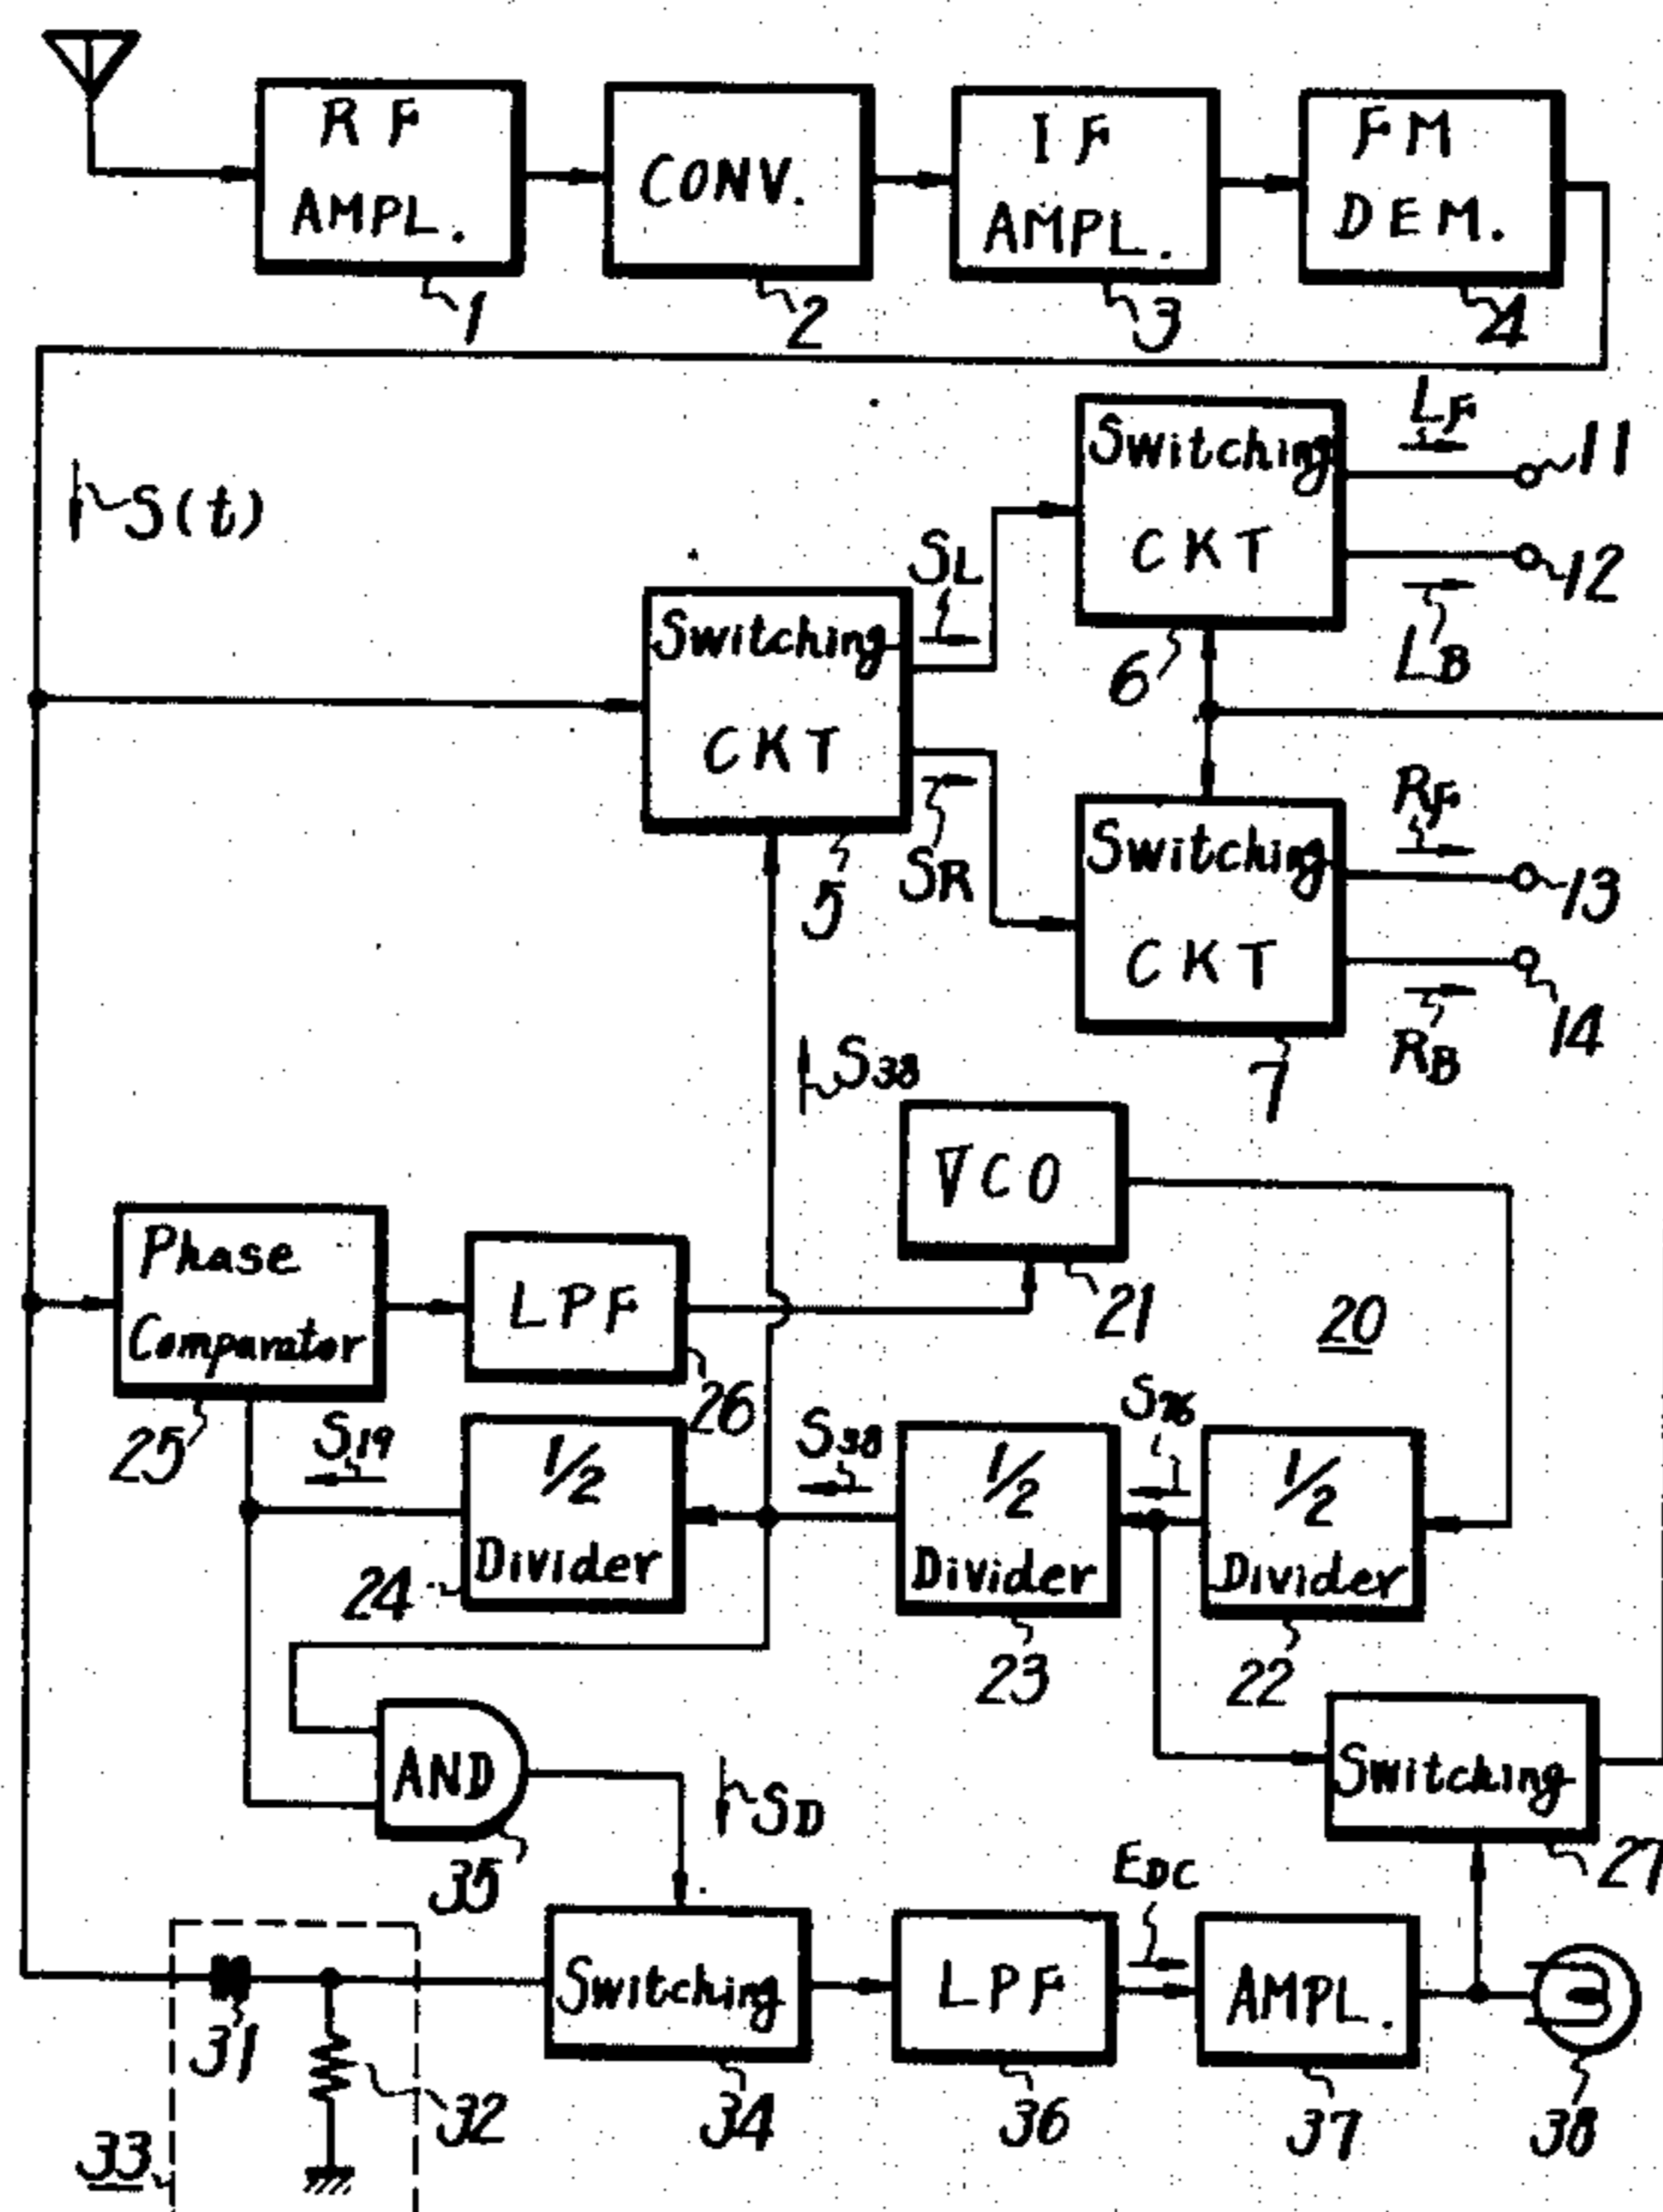 RF
AMPL.
1
CONV.
2
IF
AMPL.
3
FM
DEM.
4
S(t)
Switching
CKT
5
SL
SR
Switching
CKT
6
LF
11
12
LB
Switching
CKT
7
RF
13
14
RB
S38
VCO
21
20
Phase
Comparator
25
LPF
26
S19
1/2
Divider
24
S38
1/2
Divider
23
S76
1/2
Divider
22
AND
35
SD
Switching
27
31
32
33
Switching
34
LPF
36
EDC
AMPL.
37
38